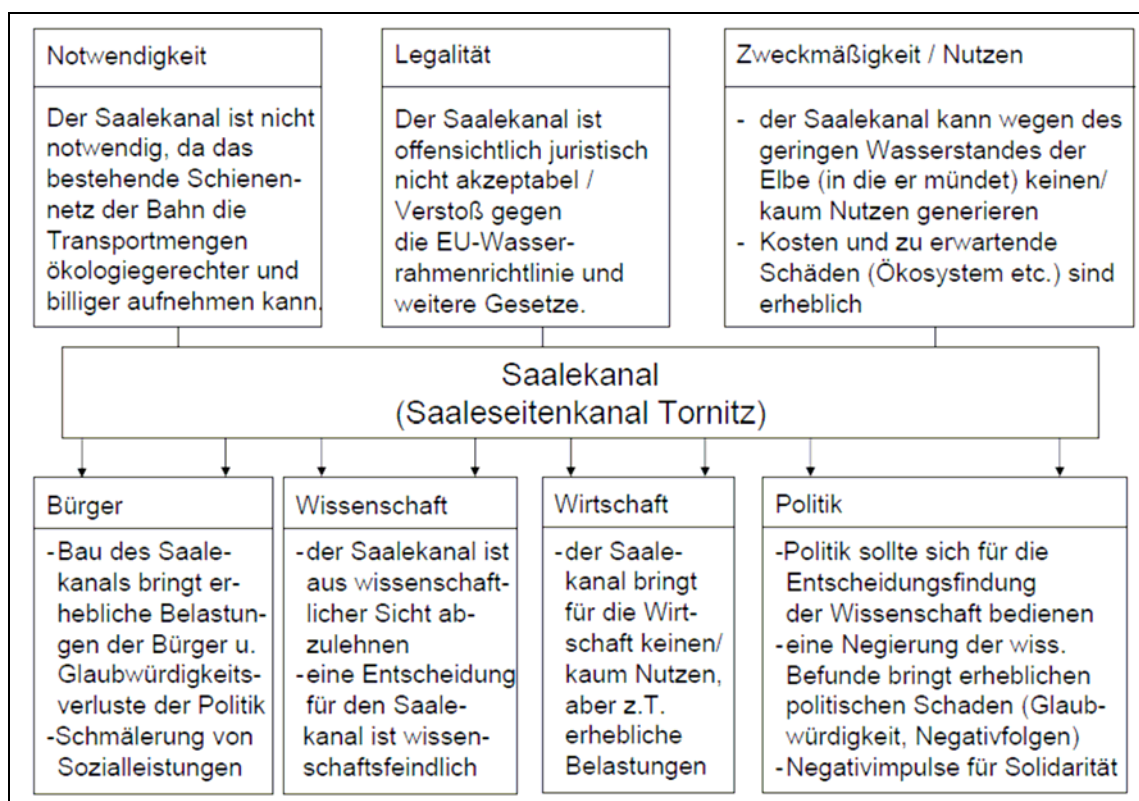 Notwendigkeit
Der Saalekanal ist nicht
notwendig, da das
bestehende Schienen-
netz der Bahn die
Transportmengen
ökologiegerechter und
billiger aufnehmen kann.
Legalität
Der Saalekanal ist
offensichtlich juristisch
nicht akzeptabel /
Verstoß gegen
die EU-Wasser-
rahmenrichtlinie und
weitere Gesetze.
Zweckmäßigkeit / Nutzen
- der Saalekanal kann wegen des
geringen Wasserstandes der
Elbe (in die er mündet) keinen/
kaum Nutzen generieren
- Kosten und zu erwartende
Schäden (Ökosystem etc.) sind
erheblich
Saalekanal
(Saaleseitenkanal Tornitz)
Bürger
-Bau des Saale-
kanals bringt er-
hebliche Belastun-
gen der Bürger u.
Glaubwürdigkeits-
verluste der Politik
-Schmälerung von
Sozialleistungen
Wissenschaft
-der Saalekanal ist
aus wissenschaft-
licher Sicht ab-
zulehnen
-eine Entscheidung
für den Saale-
kanal ist wissen-
schaftsfeindlich
Wirtschaft
-der Saale-
kanal bringt
für die Wirt-
schaft keinen/
kaum Nutzen,
aber z.T.
erhebliche
Belastungen
Politik
-Politik sollte sich für die
Entscheidungsfindung
der Wissenschaft bedienen
-eine Negierung der wiss.
Befunde bringt erheblichen
politischen Schaden (Glaub-
würdigkeit, Negativfolgen)
-Negativimpulse für Solidarität